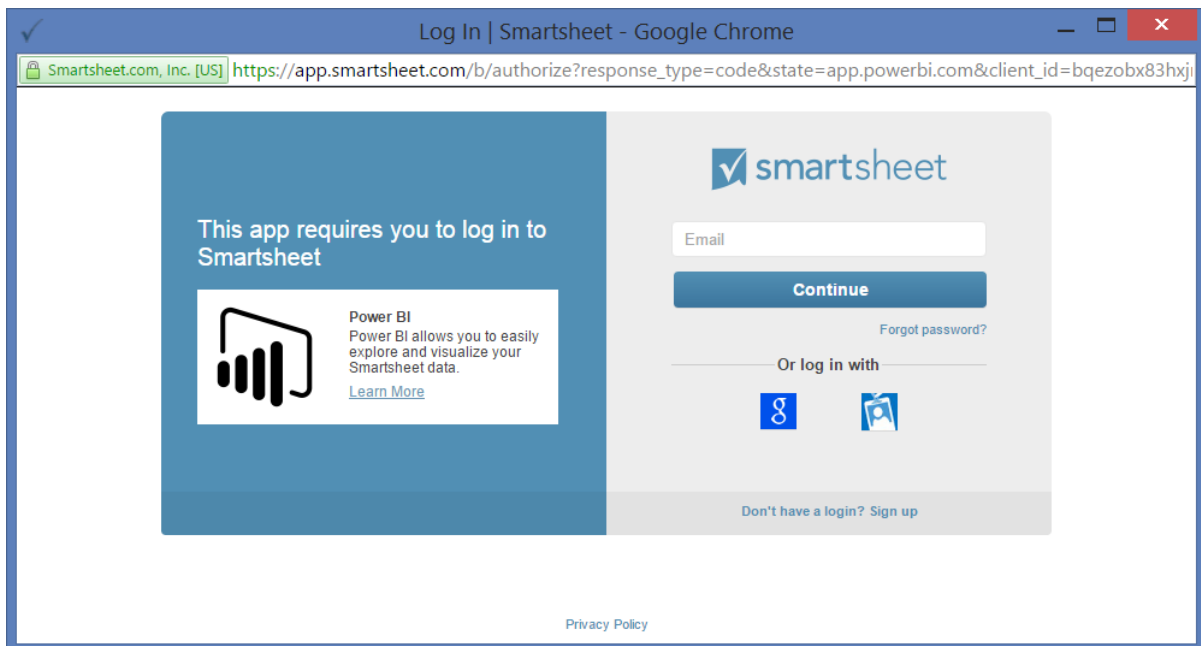 Log In | Smartsheet - Google Chrome
Smartsheet.com, Inc. [US] https://app.smartsheet.com/b/authorize?response_type=code&state=app.powerbi.com&client_id=bqezobx83hxj
smartsheet
This app requires you to log in to
Smartsheet
Power BI
Power BI allows you to easily
explore and visualize your
Smartsheet data.
Learn More
Email
Continue
Forgot password?
Or log in with
g
Don't have a login? Sign up
Privacy Policy